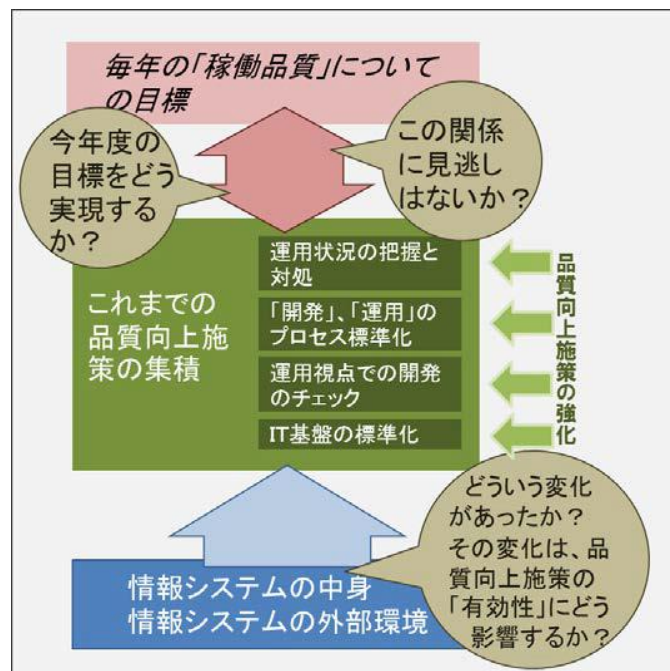 毎年の「稼働品質」について
の目標
今年度の
目標をどう
実現する
か？
この関係
に見逃し
はないか？
これまでの
品質向上施
策の集積
運用状況の把握と
対処
「開発」、「運用」の
プロセス標準化
運用視点での開発
のチェック
IT基盤の標準化
品質向上施策の強化
どういう変化
があったか？
その変化は、品
質向上施策の
「有効性」にどう
影響するか？
情報システムの中身
情報システムの外部環境